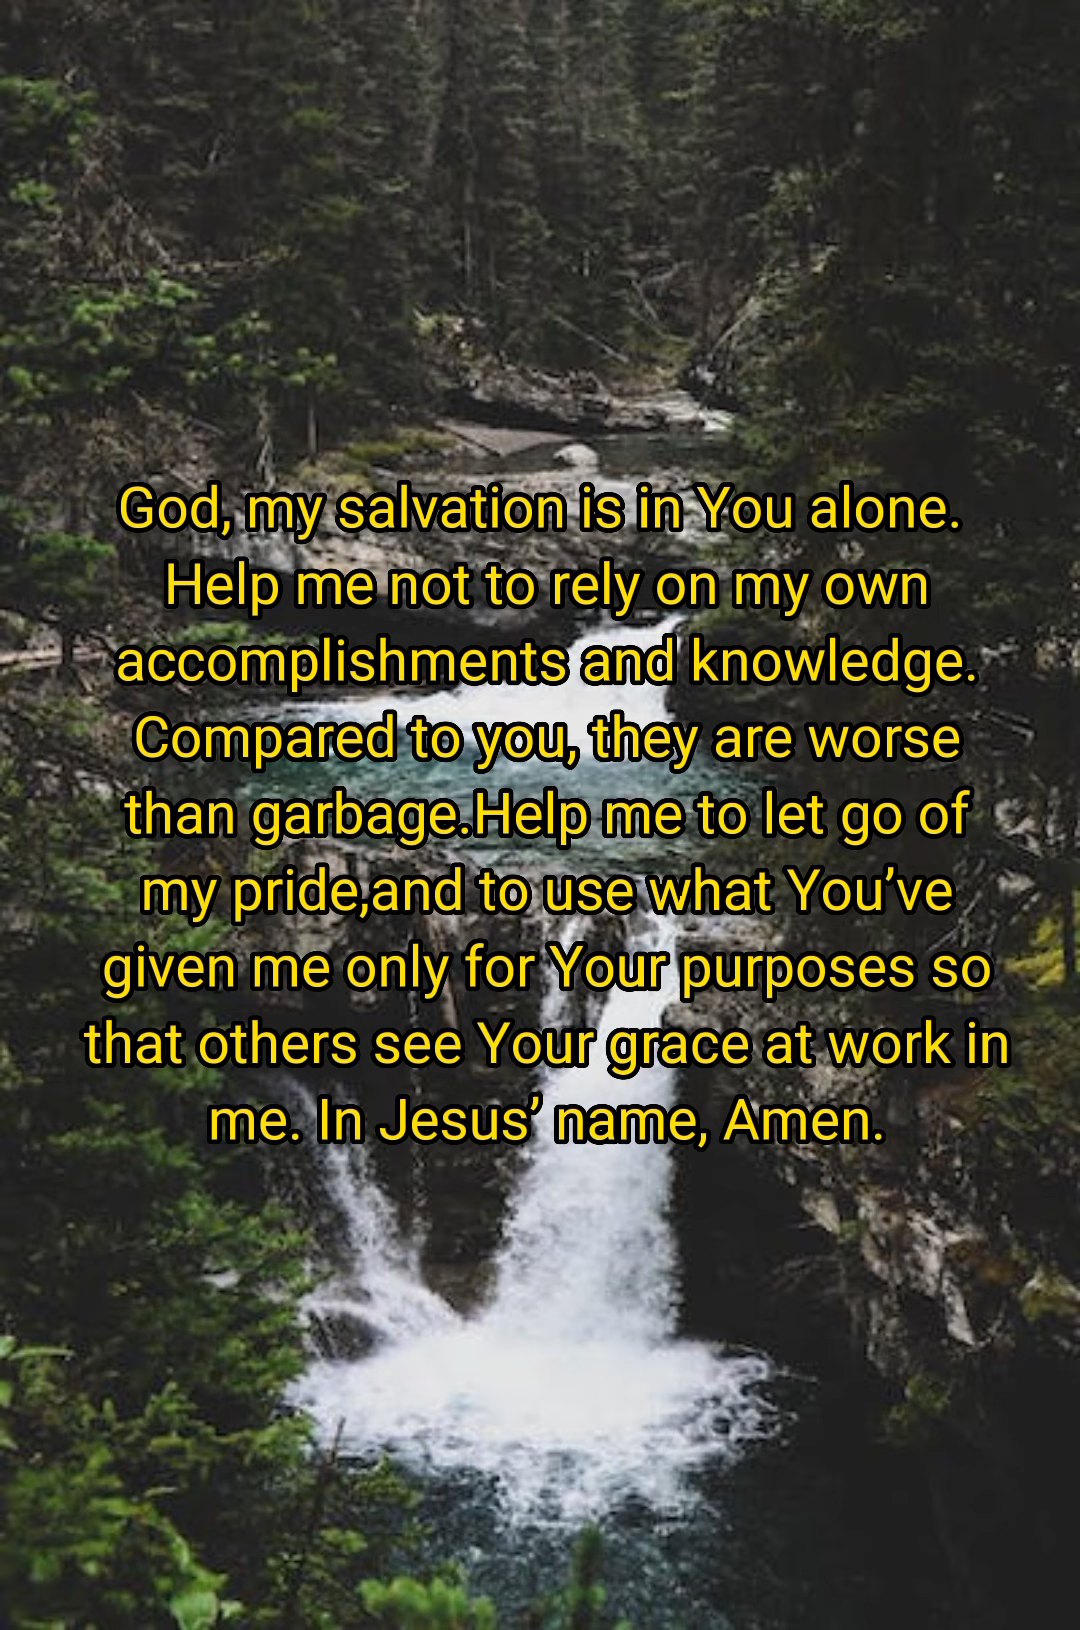 God, my salvation is in You alone.
Help me not to rely on my own
accomplishments and knowledge.
Compared to you, they are worse
than garbage.Help me to let go of
my pride,and to use what You’ve
given me only for Your purposes so
that others see Your grace at work in
me. In Jesus’ name, Amen.